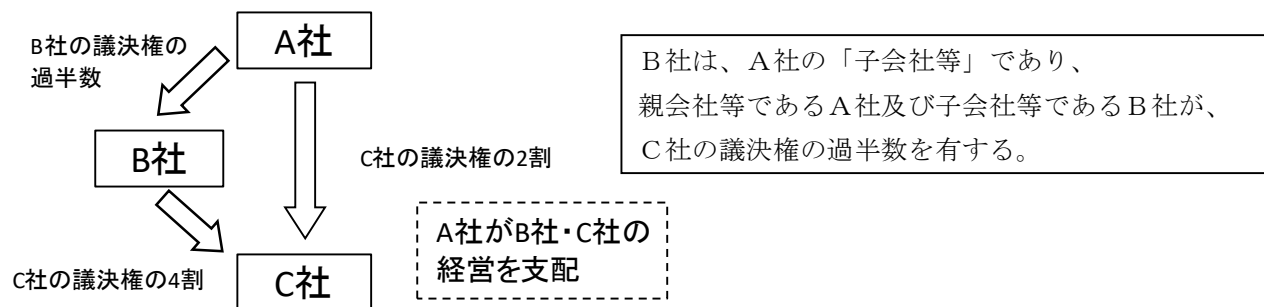 A社
B社の議決権の
過半数
B社は、A社の「子会社等」であり、
親会社等であるA社及び子会社等であるB社が、
C社の議決権の過半数を有する。
B社
C社の議決権の2割
A社がB社・C社の
経営を支配
C社の議決権の4割
C社